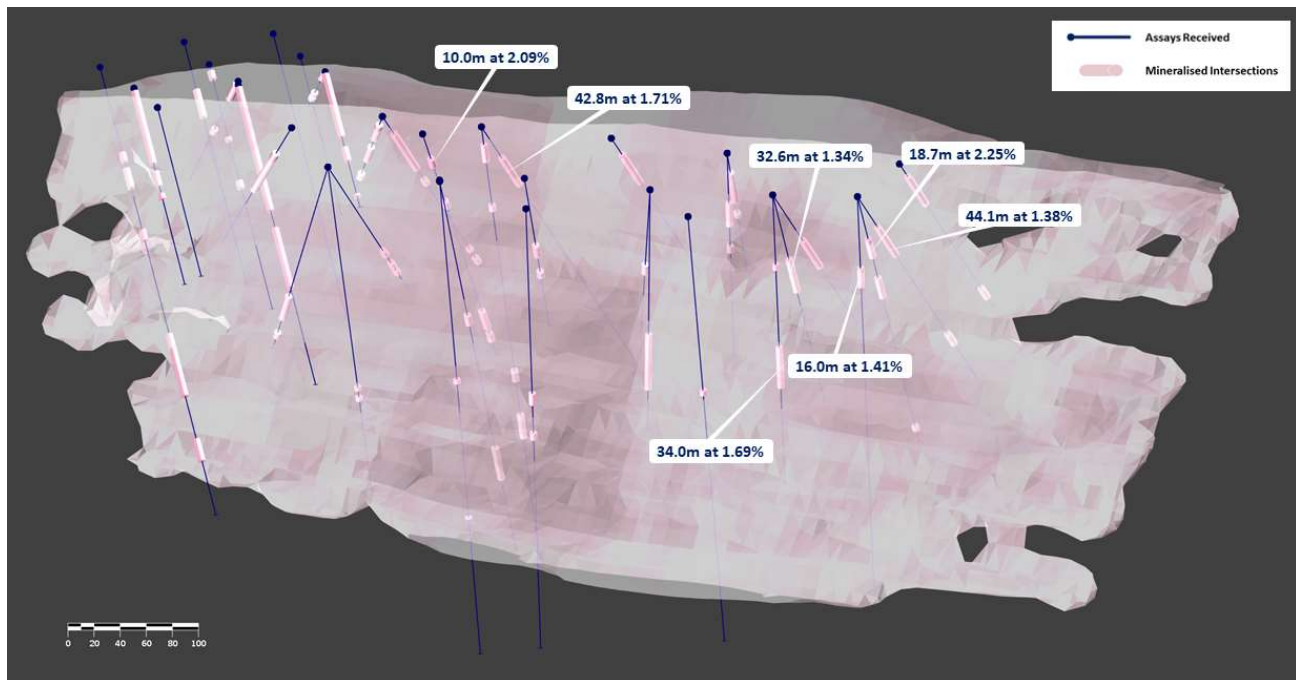 Assays Received
Mineralised Intersections
10.0m at 2.09%
42.8m at 1.71%
32.6m at 1.34%
18.7m at 2.25%
44.1m at 1.38%
16.0m at 1.41%
34.0m at 1.69%
0 20 40 60 80 100